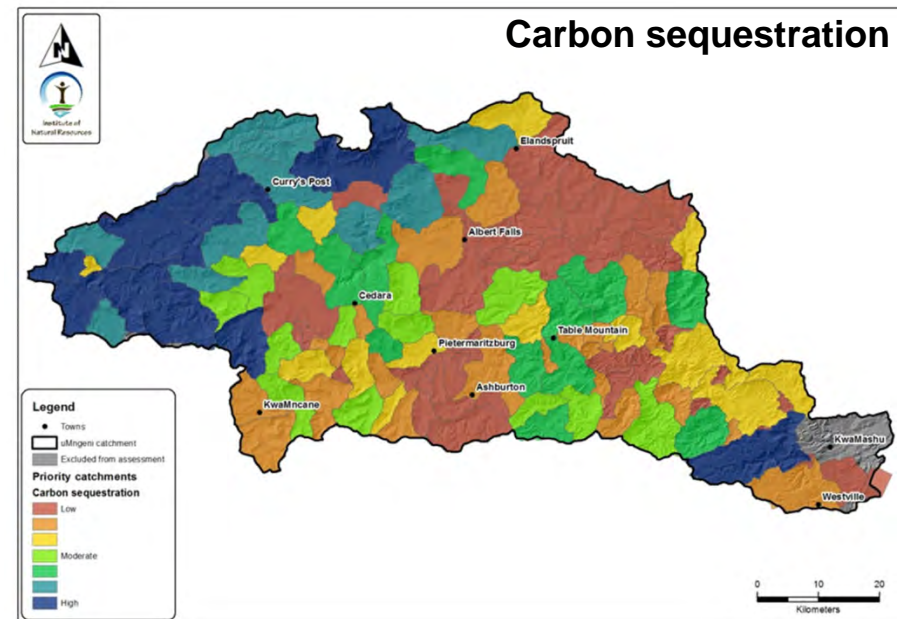 Carbon sequestration
N
Institute of
Natural Resources
Elandspruit
Curry's Post
Albert Falls
Cedara
Table Mountain
Pietermaritzburg
Ashburton
KwaMncane
KwaMashu
Westville
Legend
Towns
uMngeni catchment
Excluded from assessment
Priority catchments
Carbon sequestration
Low
Moderate
High
0 10 20
Kilometers